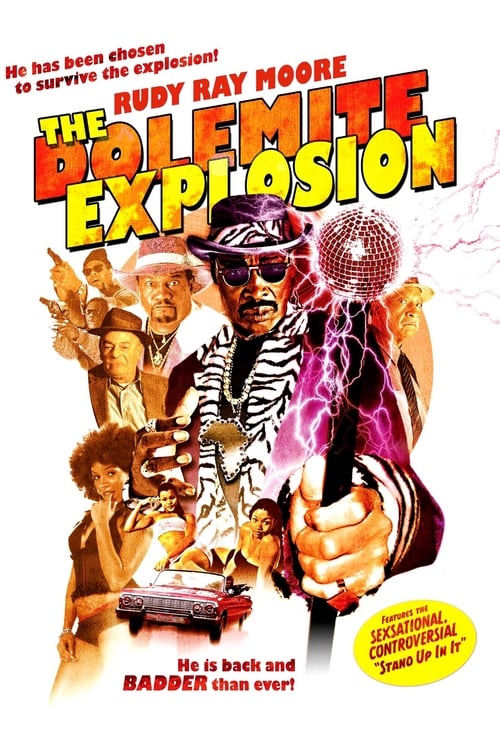 He has been chosen
to survive the explosion!
RUDY RAY MOORE
THE
DOLEMITE
EXPLOSION
FEATURES THE
SEXSATIONAL,
CONTROVERSIAL
"STAND UP IN IT"
He is back and
BADDER than ever!